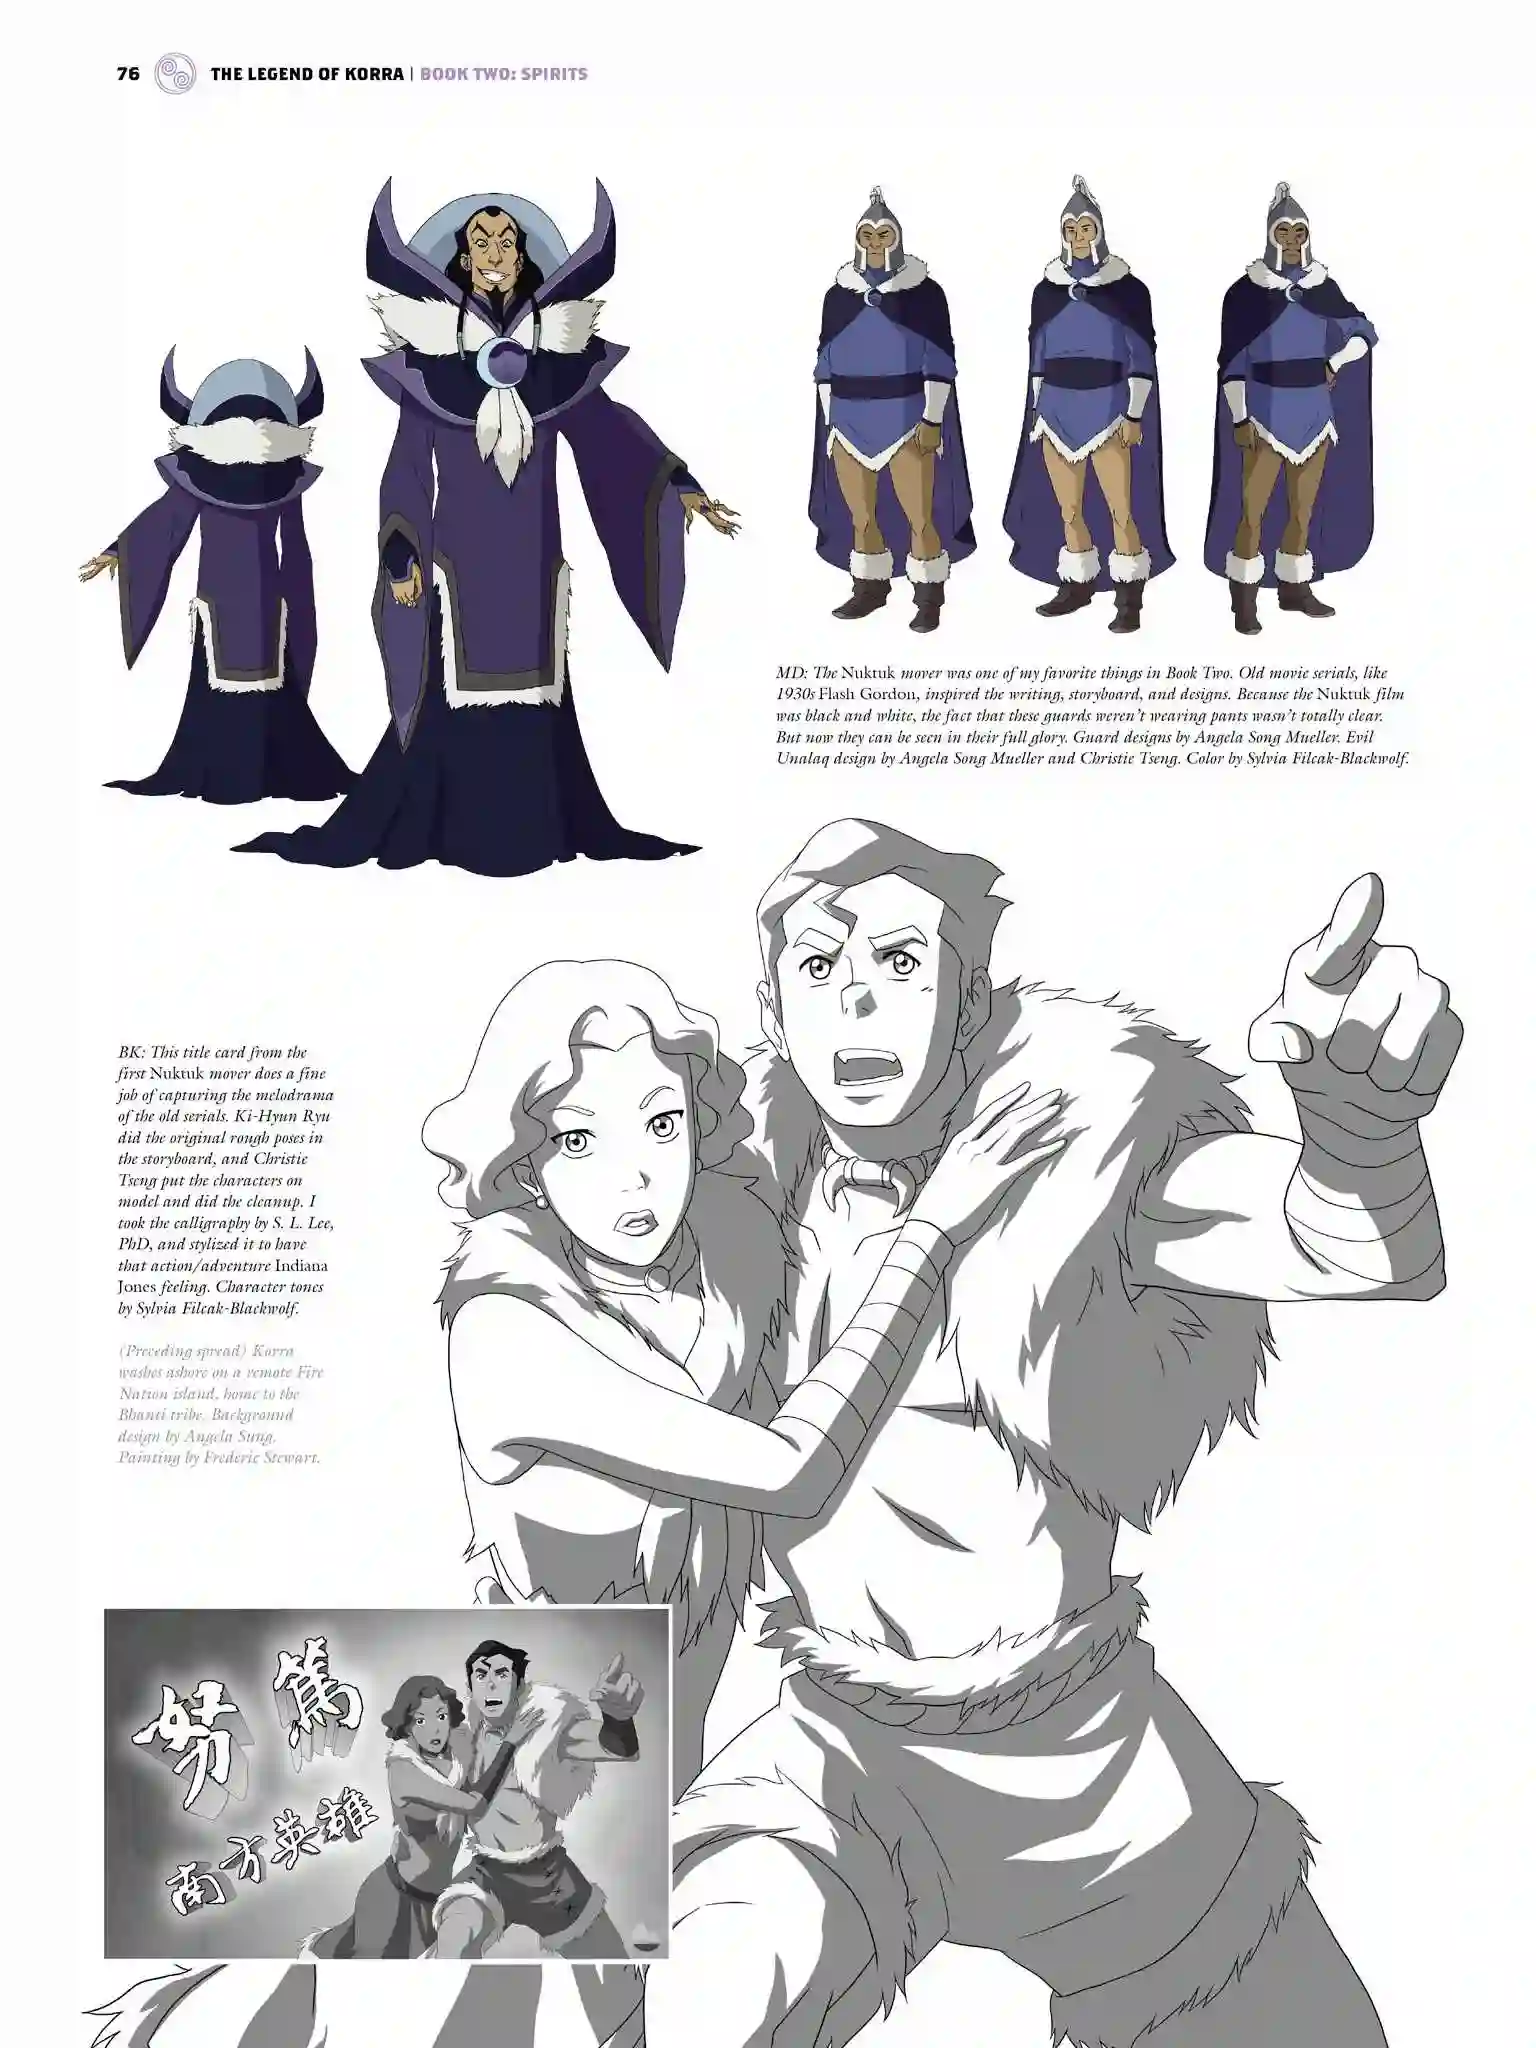 76 THE LEGEND OF KORRA | BOOK TWO: SPIRITS
MD: The Nuktuk mover was one of my favorite things in Book Two. Old movie serials, like
1930s Flash Gordon, inspired the writing, storyboard, and designs. Because the Nuktuk film
was black and white, the fact that these guards weren't wearing pants wasn't totally clear.
But now they can be seen in their full glory. Guard designs by Angela Song Mueller. Evil
Unalaq design by Angela Song Mueller and Christie Tseng. Color by Sylvia Filcak-Blackwolf.
BK: This title card from the
first Nuktuk mover does a fine
job of capturing the melodrama
of the old serials. Ki-Hyun Ryu
did the original rough poses in
the storyboard, and Christie
Tseng put the characters on
model and did the cleanup. I
took the calligraphy by S. L. Lee,
PhD, and stylized it to have
that action/adventure Indiana
Jones feeling. Character tones
by Sylvia Filcak-Blackwolf.
(Preceding spread) Korra
washes ashore on a remote Fire
Nation island, home to the
Bhanti tribe. Background
design by Angela Sung.
Painting by Frederic Stewart.
努篤
南方英雄